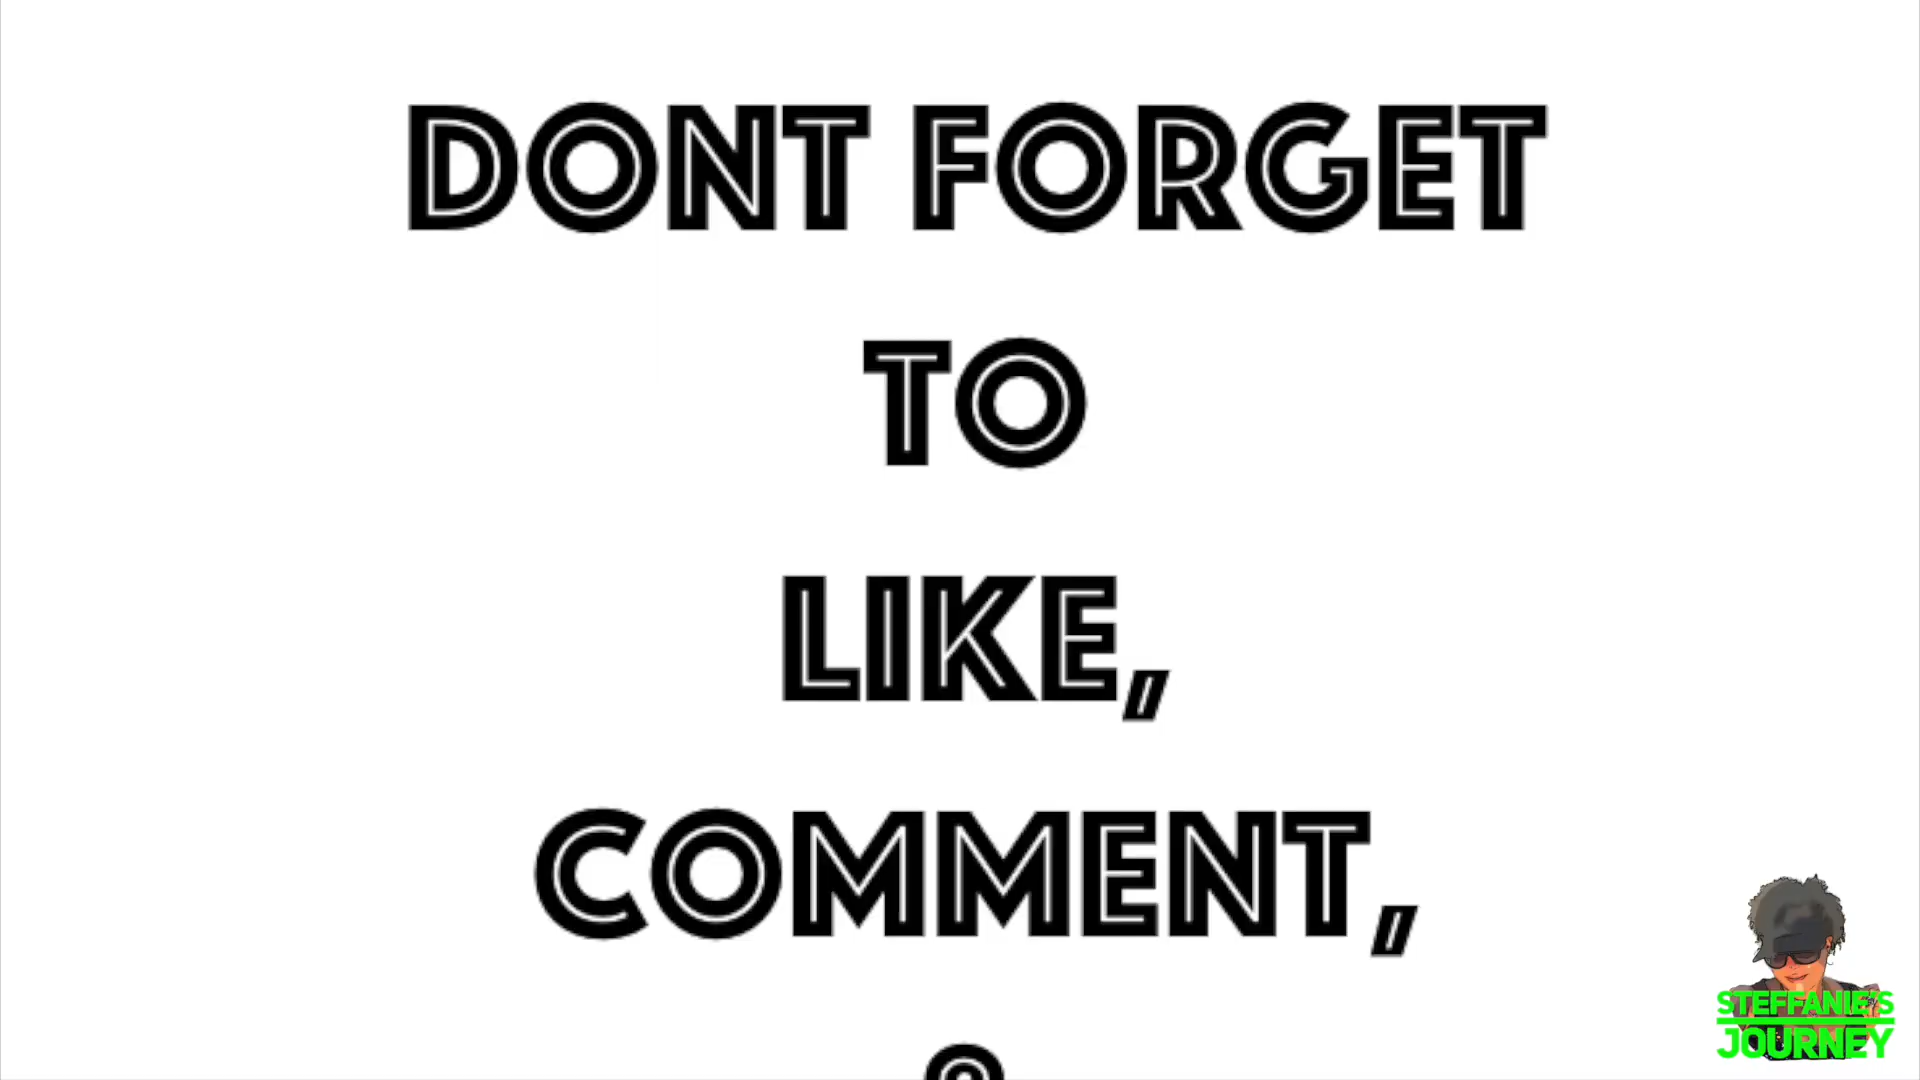 DONT FORGET
TO
LIKE,
COMMENT,
STEFFANIE'S
JOURNEY